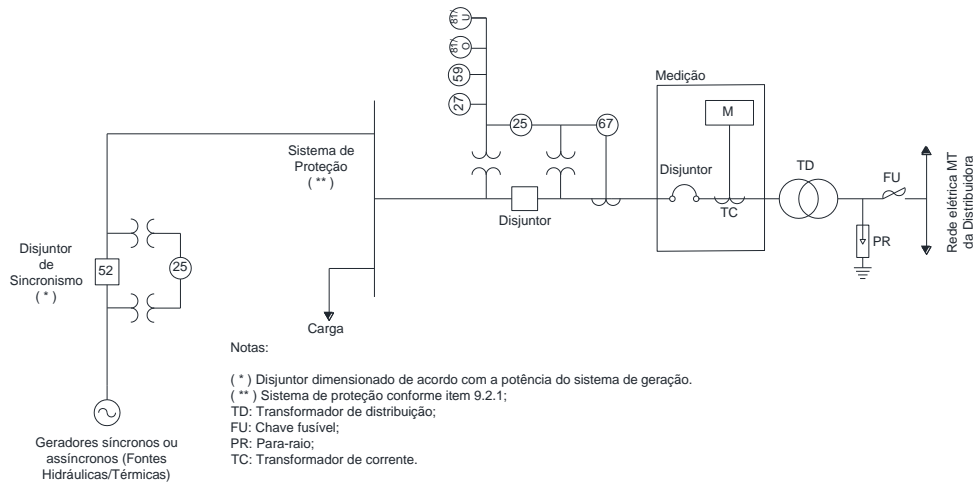 81/U
81/O
59
27
25
67
Medição
M
Disjuntor
TC
TD
FU
PR
Rede elétrica MT
da Distribuidora
Sistema de
Proteção
( ** )
Disjuntor
Disjuntor
de
Sincronismo
( * )
52
25
Carga
Geradores síncronos ou
assíncronos (Fontes
Hidráulicas/Térmicas)
Notas:
( * ) Disjuntor dimensionado de acordo com a potência do sistema de geração.
( ** ) Sistema de proteção conforme item 9.2.1;
TD: Transformador de distribuição;
FU: Chave fusível;
PR: Para-raio;
TC: Transformador de corrente.